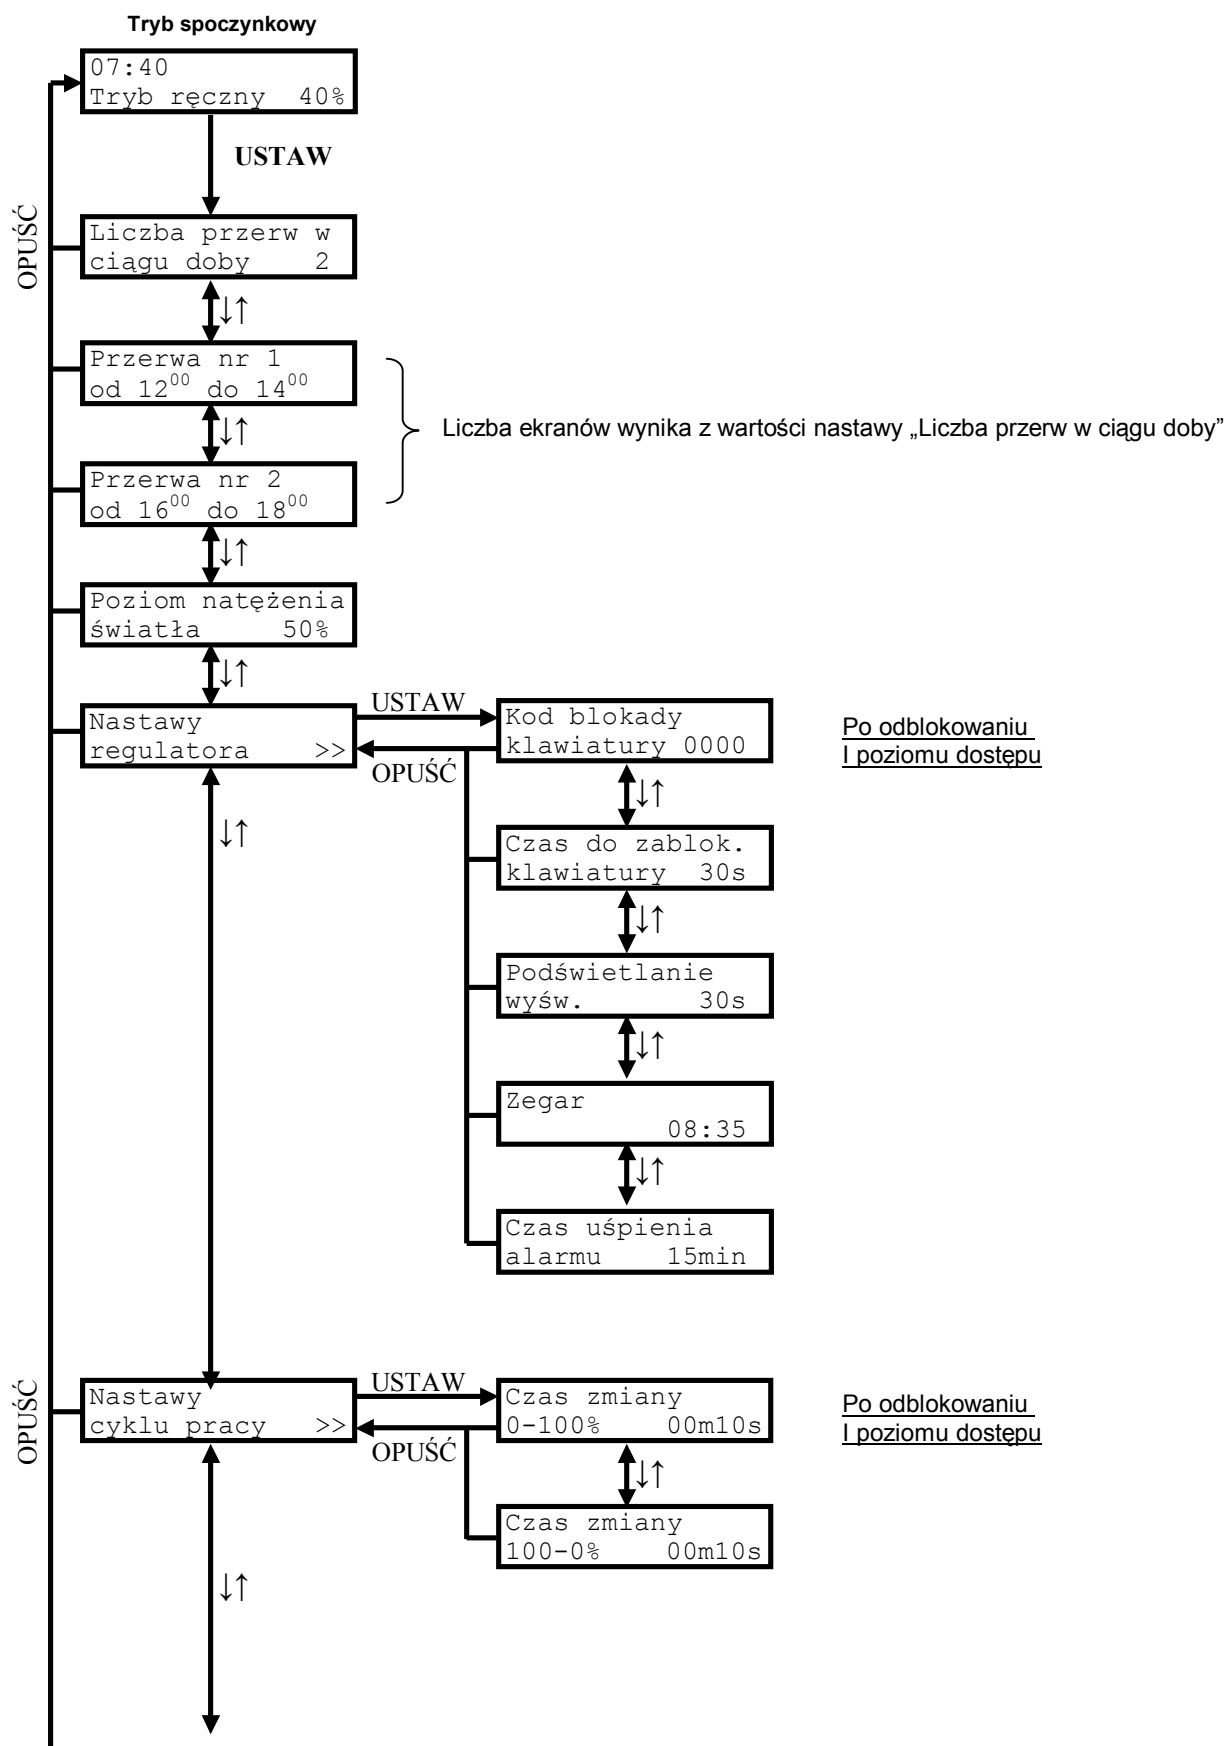 Tryb spoczynkowy
07:40
Tryb ręczny 40%
USTAW
OPUŚĆ
Liczba przerw w
ciągu doby 2
↓↑
Przerwa nr 1
od 12⁰⁰ do 14⁰⁰
↓↑
Liczba ekranów wynika z wartości nastawy „Liczba przerw w ciągu doby”
Przerwa nr 2
od 16⁰⁰ do 18⁰⁰
↓↑
Poziom natężenia
światła 50%
↓↑
Nastawy
regulatora >>
USTAW
OPUŚĆ
Kod blokady
klawiatury 0000
Po odblokowaniu
I poziomu dostępu
↓↑
↓↑
Czas do zablok.
klawiatury 30s
↓↑
Podświetlanie
wyśw. 30s
↓↑
Zegar
08:35
↓↑
Czas uśpienia
alarmu 15min
OPUŚĆ
Nastawy
cyklu pracy >>
USTAW
OPUŚĆ
Czas zmiany
0-100% 00m10s
Po odblokowaniu
I poziomu dostępu
↓↑
Czas zmiany
100-0% 00m10s
↓↑